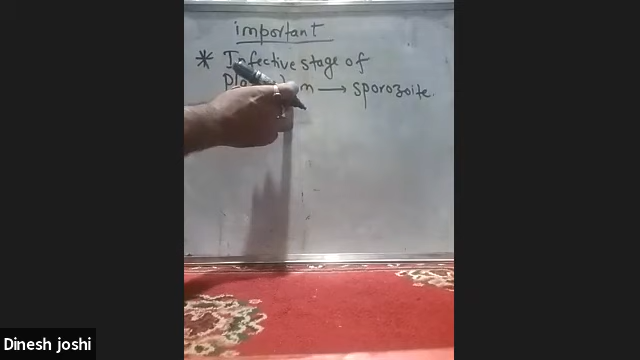 important
* Infective stage of
→ sporozoite.
Dinesh joshi